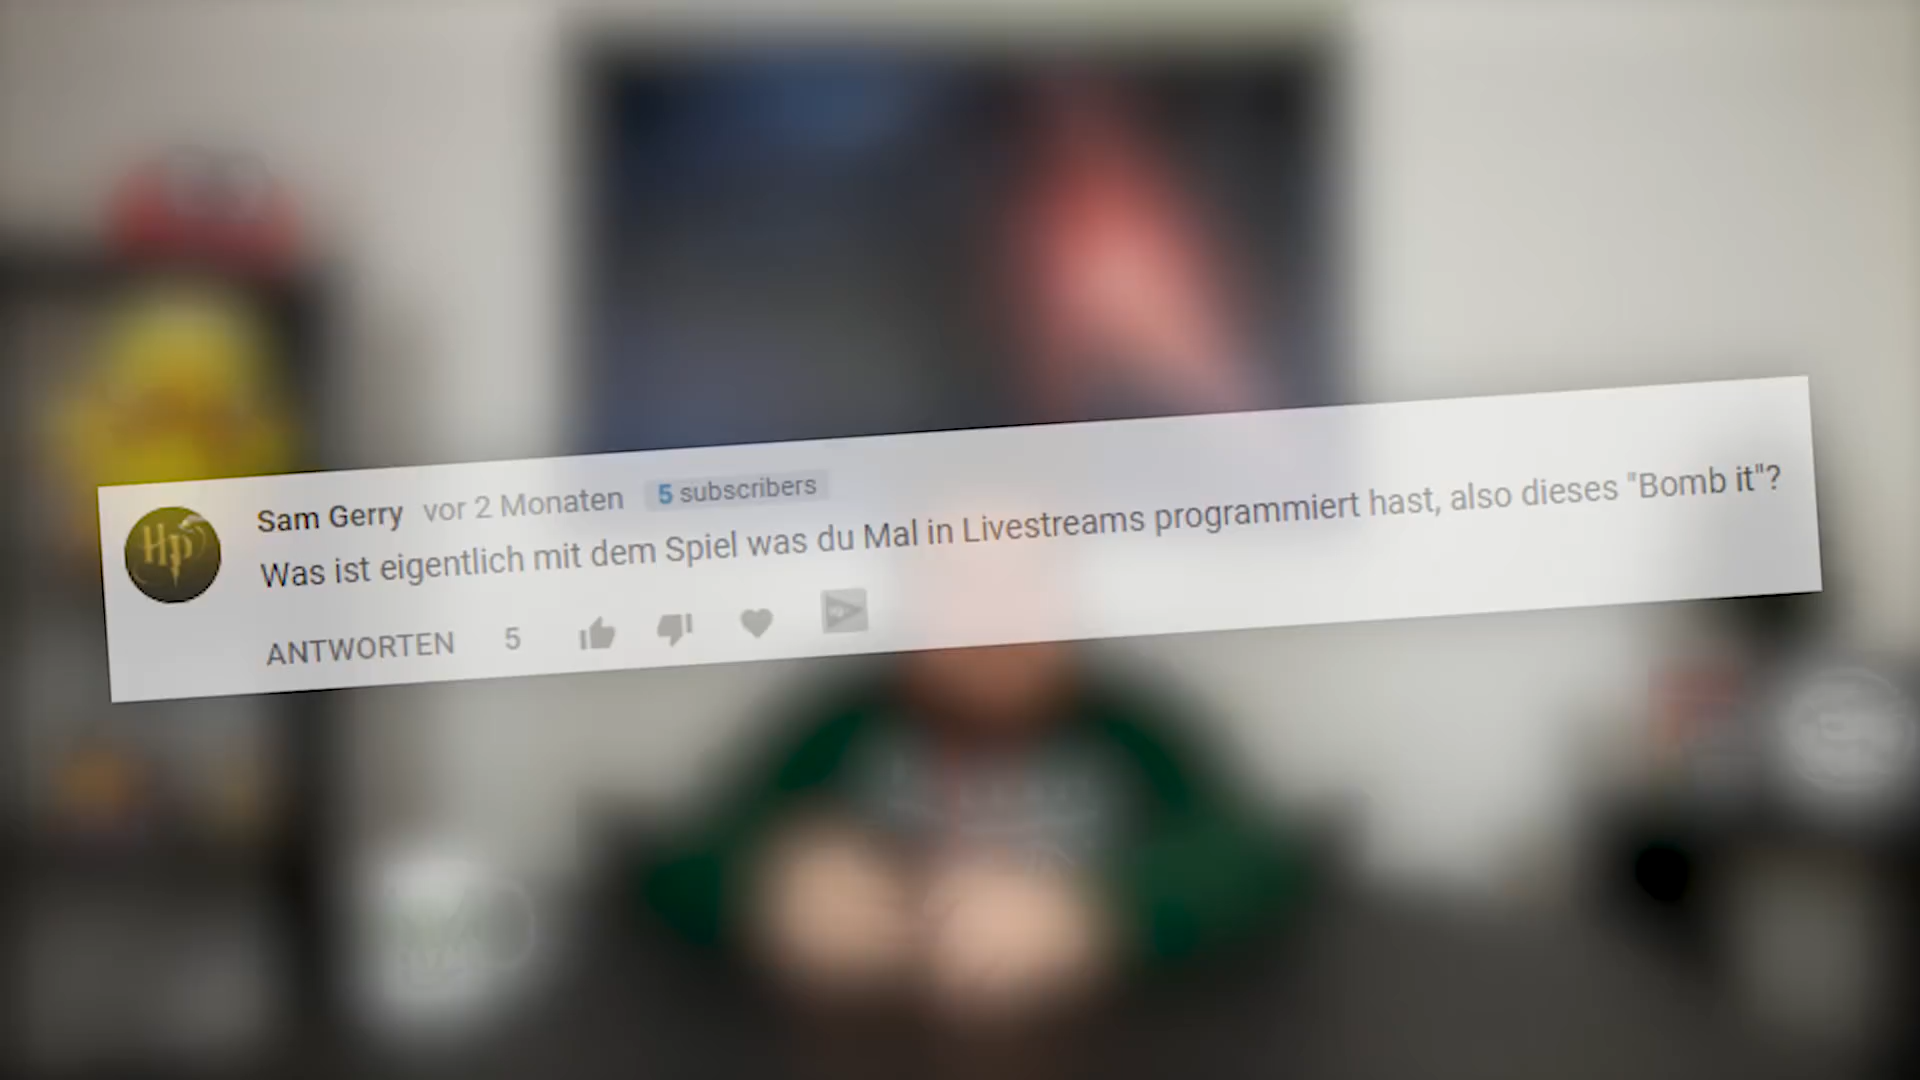 Sam Gerry vor 2 Monaten 5 subscribers
Was ist eigentlich mit dem Spiel was du Mal in Livestreams programmiert hast, also dieses "Bomb it"?
ANTWORTEN 5
HP